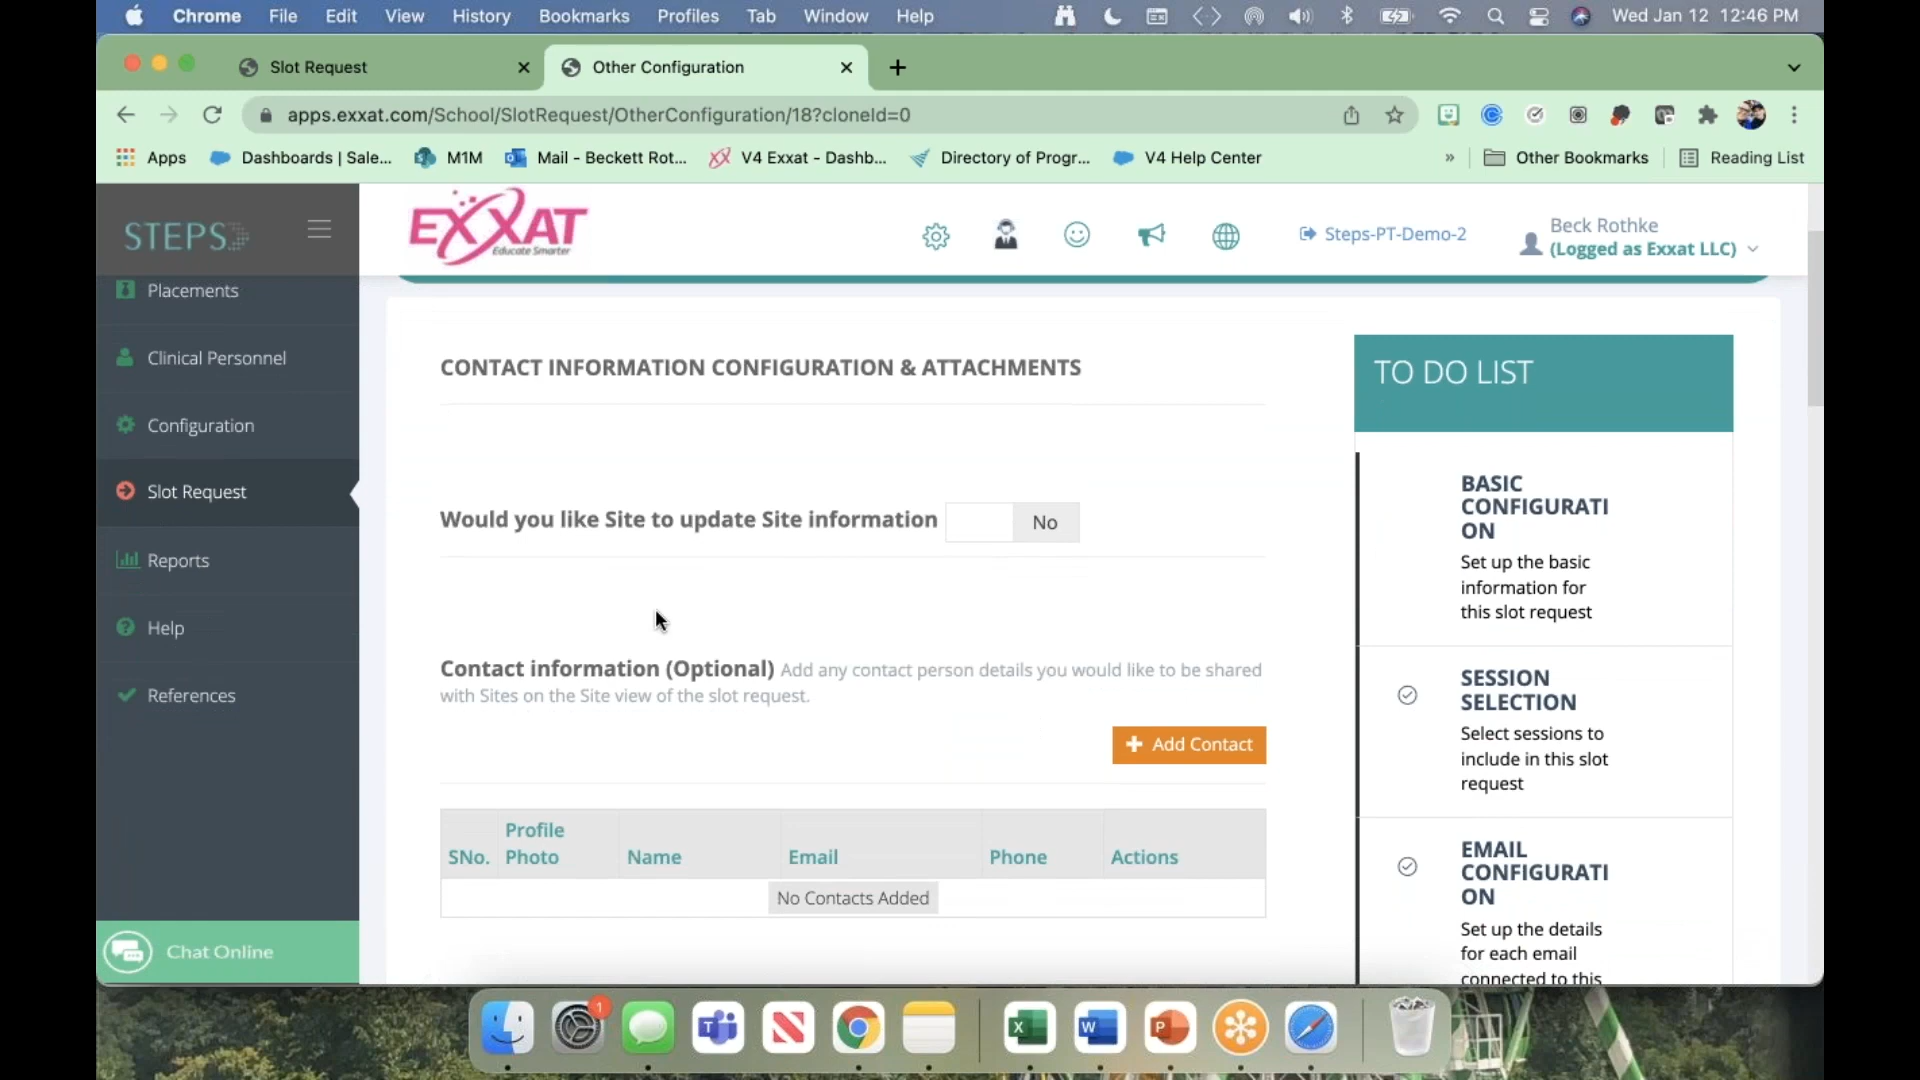 Chrome File Edit View History Bookmarks Profiles Tab Window Help Wed Jan 12 12:46 PM
Slot Request
Other Configuration
apps.exxat.com/School/SlotRequest/OtherConfiguration/18?cloneId=0
Apps Dashboards | Sale... M1M Mail - Beckett Rot... V4 Exxat - Dashb... Directory of Progr... V4 Help Center » Other Bookmarks Reading List
STEPS
EXXAT
Educate Smarter
Steps-PT-Demo-2
Beck Rothke
(Logged as Exxat LLC)
Placements
Clinical Personnel
Configuration
Slot Request
Reports
Help
References
Chat Online
CONTACT INFORMATION CONFIGURATION & ATTACHMENTS
Would you like Site to update Site information No
Contact information (Optional) Add any contact person details you would like to be shared
with Sites on the Site view of the slot request.
+ Add Contact
SNo. Profile Photo Name Email Phone Actions
No Contacts Added
TO DO LIST
BASIC
CONFIGURATI
ON
Set up the basic
information for
this slot request
SESSION
SELECTION
Select sessions to
include in this slot
request
EMAIL
CONFIGURATI
ON
Set up the details
for each email
connected to this
1